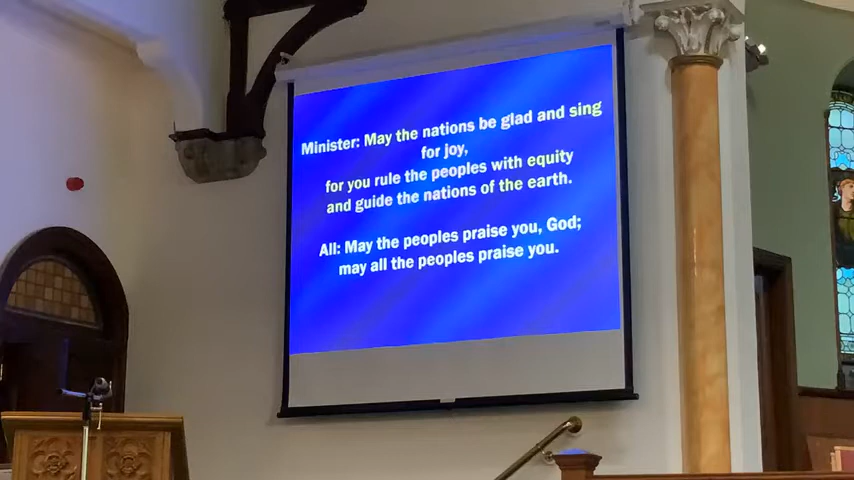 Minister: May the nations be glad and sing
for joy,
for you rule the peoples with equity
and guide the nations of the earth.
All: May the peoples praise you, God;
may all the peoples praise you.